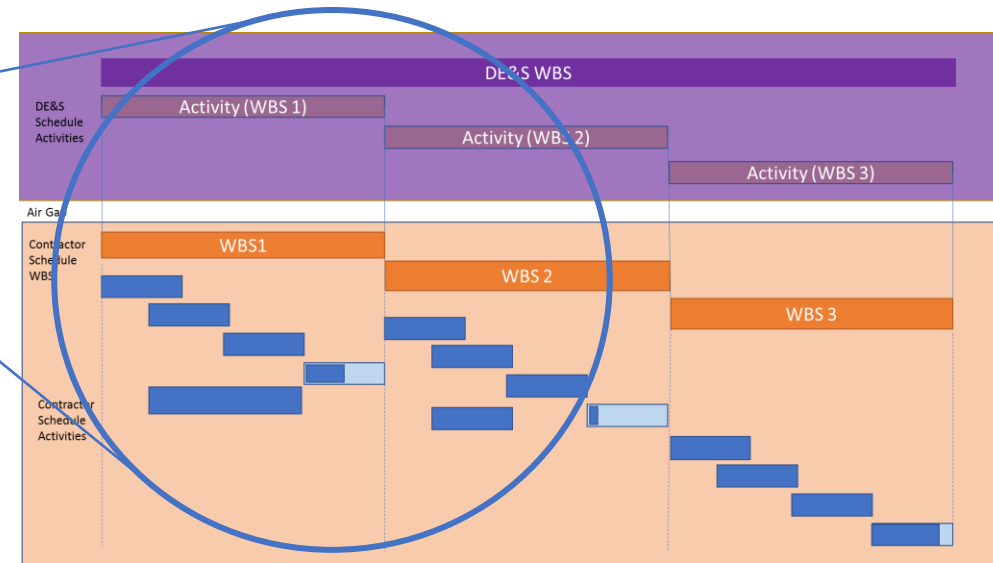 DE&S WBS
DE&S
Schedule
Activities
Activity (WBS 1)
Activity (WBS 2)
Activity (WBS 3)
Air Gap
Contractor
Schedule
WBS
WBS1
WBS 2
WBS 3
Contractor
Schedule
Activities